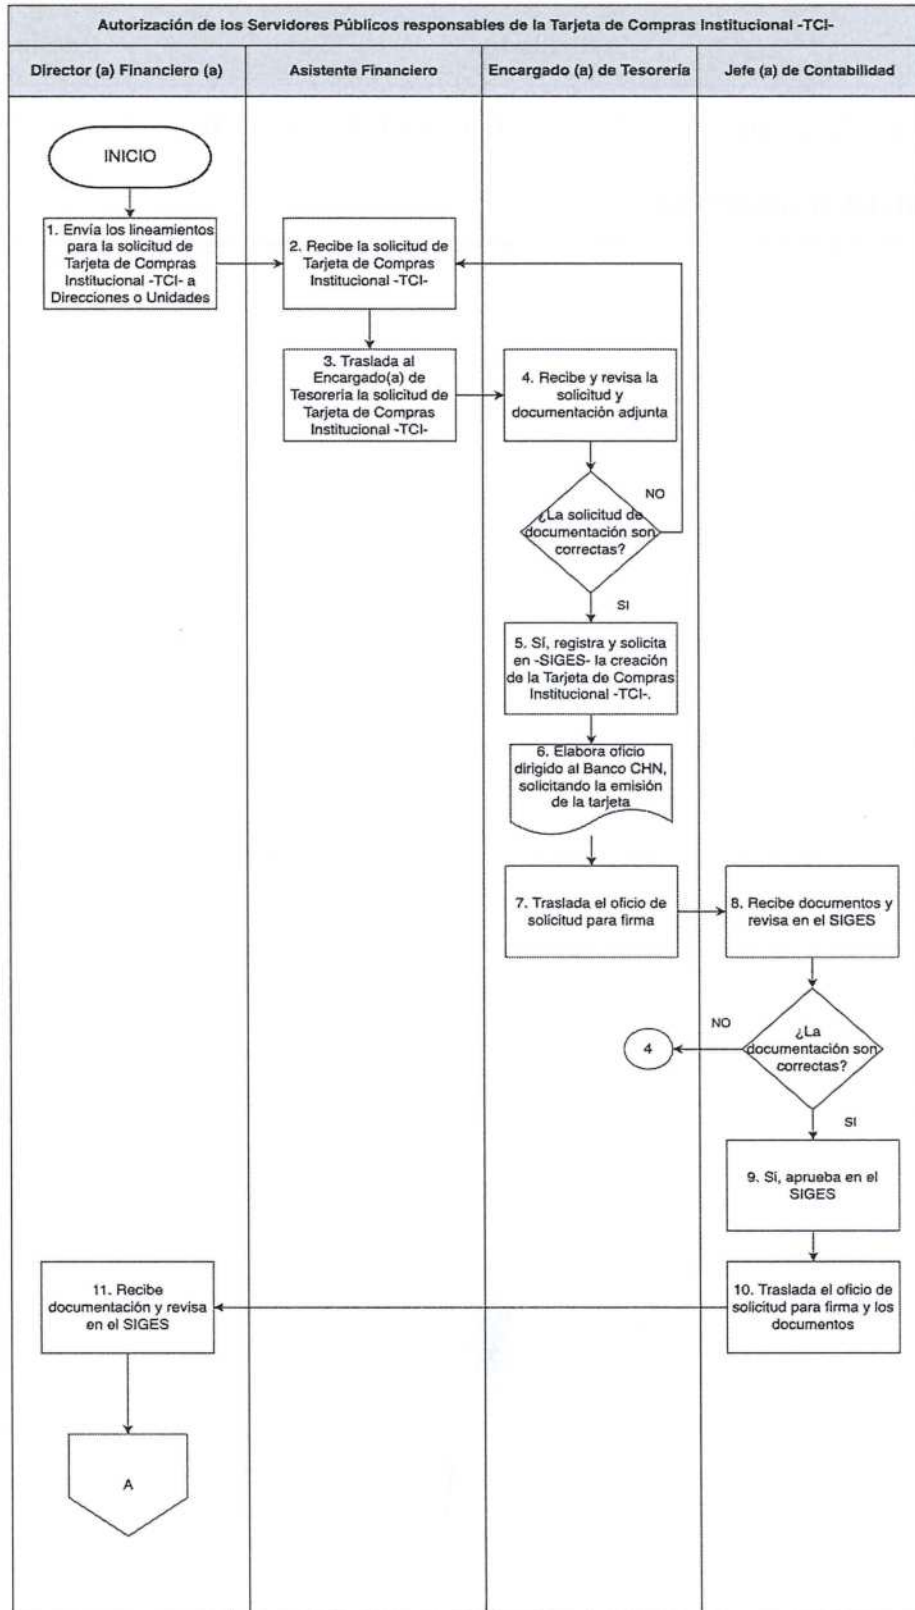 Autorización de los Servidores Públicos responsables de la Tarjeta de Compras Institucional -TCI-
Director (a) Financiero (a)
Asistente Financiero
Encargado (a) de Tesorería
Jefe (a) de Contabilidad
INICIO
1. Envía los lineamientos
para la solicitud de
Tarjeta de Compras
Institucional -TCI- a
Direcciones o Unidades
2. Recibe la solicitud de
Tarjeta de Compras
Institucional -TCI-
3. Traslada al
Encargado(a) de
Tesorería la solicitud de
Tarjeta de Compras
Institucional -TCI-
4. Recibe y revisa la
solicitud y
documentación adjunta
NO
¿La solicitud de
documentación son
correctas?
SI
5. Sí, registra y solicita
en -SIGES- la creación
de la Tarjeta de Compras
Institucional -TCI-.
6. Elabora oficio
dirigido al Banco CHN,
solicitando la emisión
de la tarjeta
7. Traslada el oficio de
solicitud para firma
8. Recibe documentos y
revisa en el SIGES
NO
¿La
documentación son
correctas?
4
SI
9. Sí, aprueba en el
SIGES
10. Traslada el oficio de
solicitud para firma y los
documentos
11. Recibe
documentación y revisa
en el SIGES
A